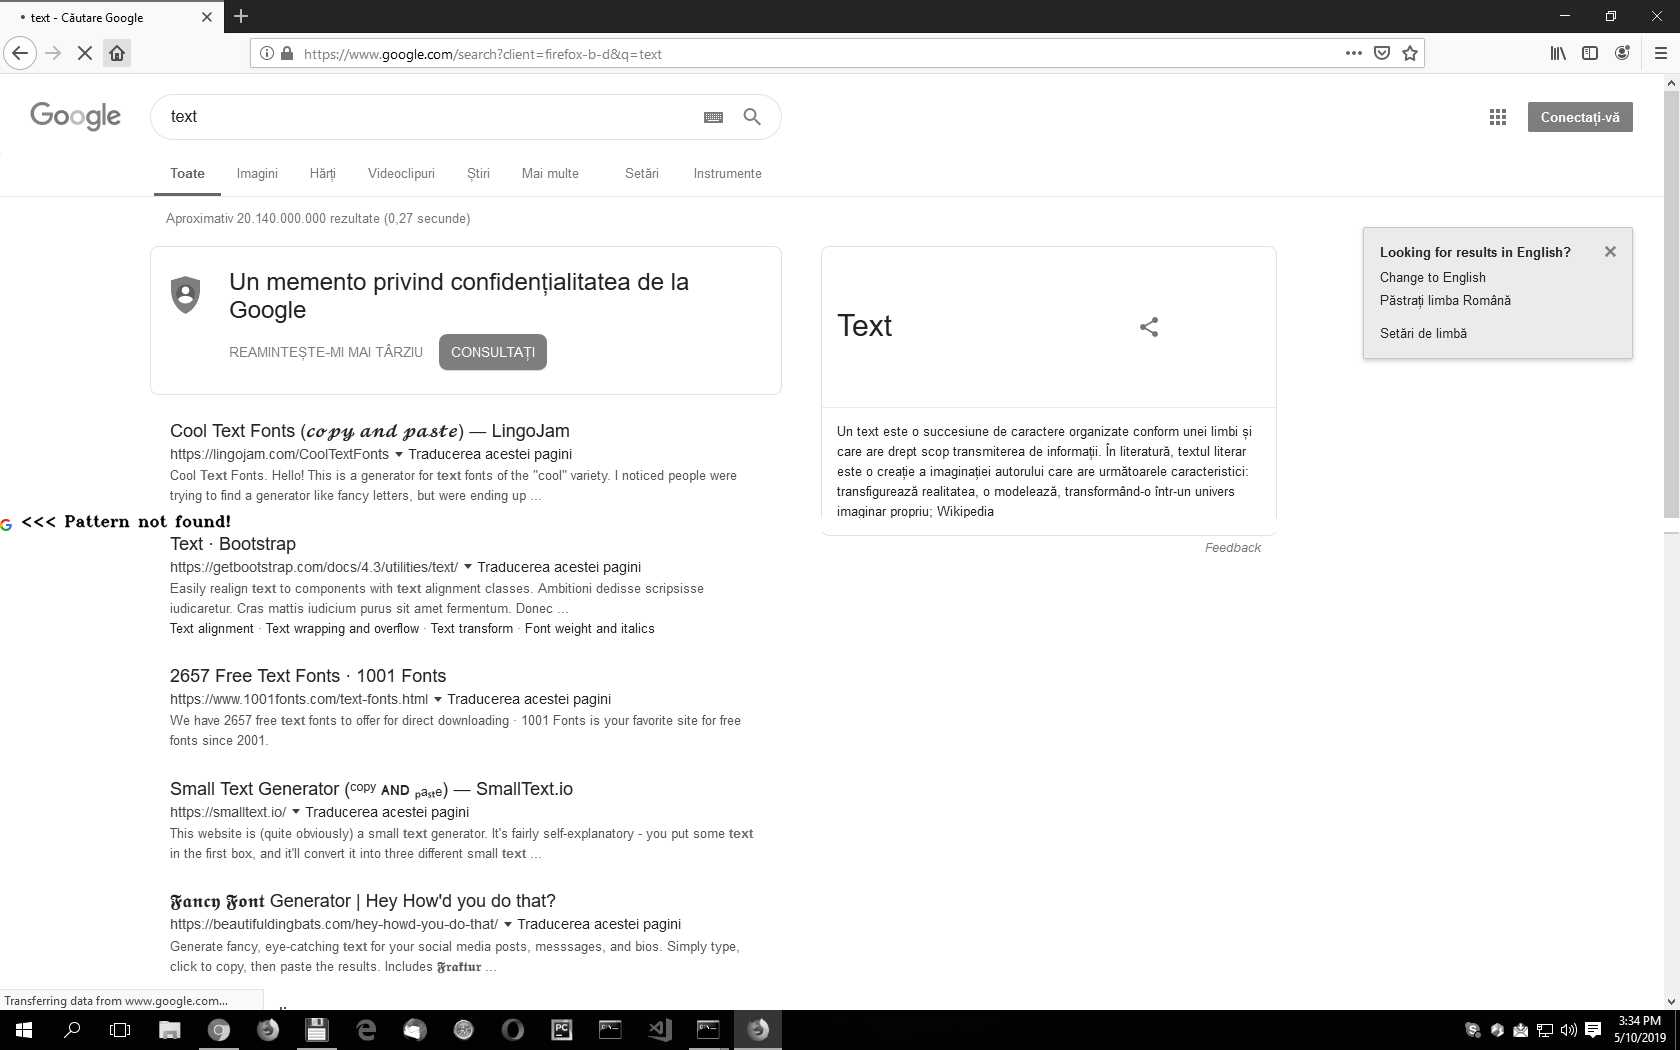 text - Căutare Google
https://www.google.com/search?client=firefox-b-d&q=text
Google
text
Conectați-vă
Toate Imagini Hărți Videoclipuri Știri Mai multe Setări Instrumente
Aproximativ 20.140.000.000 rezultate (0,27 secunde)
Un memento privind confidențialitatea de la
Google
REAMINTEȘTE-MI MAI TÂRZIU CONSULTAȚI
Text
Un text este o succesiune de caractere organizate conform unei limbi și
care are drept scop transmiterea de informații. În literatură, textul literar
este o creație a imaginației autorului care are următoarele caracteristici:
transfigurează realitatea, o modelează, transformând-o într-un univers
imaginar propriu; Wikipedia
Feedback
Looking for results in English?
Change to English
Păstrați limba Română
Setări de limbă
Cool Text Fonts (𝓬𝓸𝓹𝔂 𝓪𝓷𝓭 𝓹𝓪𝓼𝓽𝓮) — LingoJam
https://lingojam.com/CoolTextFonts Traducerea acestei pagini
Cool Text Fonts. Hello! This is a generator for text fonts of the "cool" variety. I noticed people were
trying to find a generator like fancy letters, but were ending up ...
G <<< Pattern not found!
Text · Bootstrap
https://getbootstrap.com/docs/4.3/utilities/text/ Traducerea acestei pagini
Easily realign text to components with text alignment classes. Ambitioni dedisse scripsisse
iudicaretur. Cras mattis iudicium purus sit amet fermentum. Donec ...
Text alignment · Text wrapping and overflow · Text transform · Font weight and italics
2657 Free Text Fonts · 1001 Fonts
https://www.1001fonts.com/text-fonts.html Traducerea acestei pagini
We have 2657 free text fonts to offer for direct downloading · 1001 Fonts is your favorite site for free
fonts since 2001.
Small Text Generator (ᶜᵒᵖʸ ᴀɴᴅ ₚₐₛₜₑ) — SmallText.io
https://smalltext.io/ Traducerea acestei pagini
This website is (quite obviously) a small text generator. It's fairly self-explanatory - you put some text
in the first box, and it'll convert it into three different small text ...
𝕱𝖆𝖓𝖈𝖞 𝕱𝖔𝖓𝖙 Generator | Hey How'd you do that?
https://beautifuldingbats.com/hey-howd-you-do-that/ Traducerea acestei pagini
Generate fancy, eye-catching text for your social media posts, messsages, and bios. Simply type,
click to copy, then paste the results. Includes 𝕱𝖗𝖆𝖐𝖙𝖚𝖗 ...
Transferring data from www.google.com...
PC
3:34 PM
5/10/2019